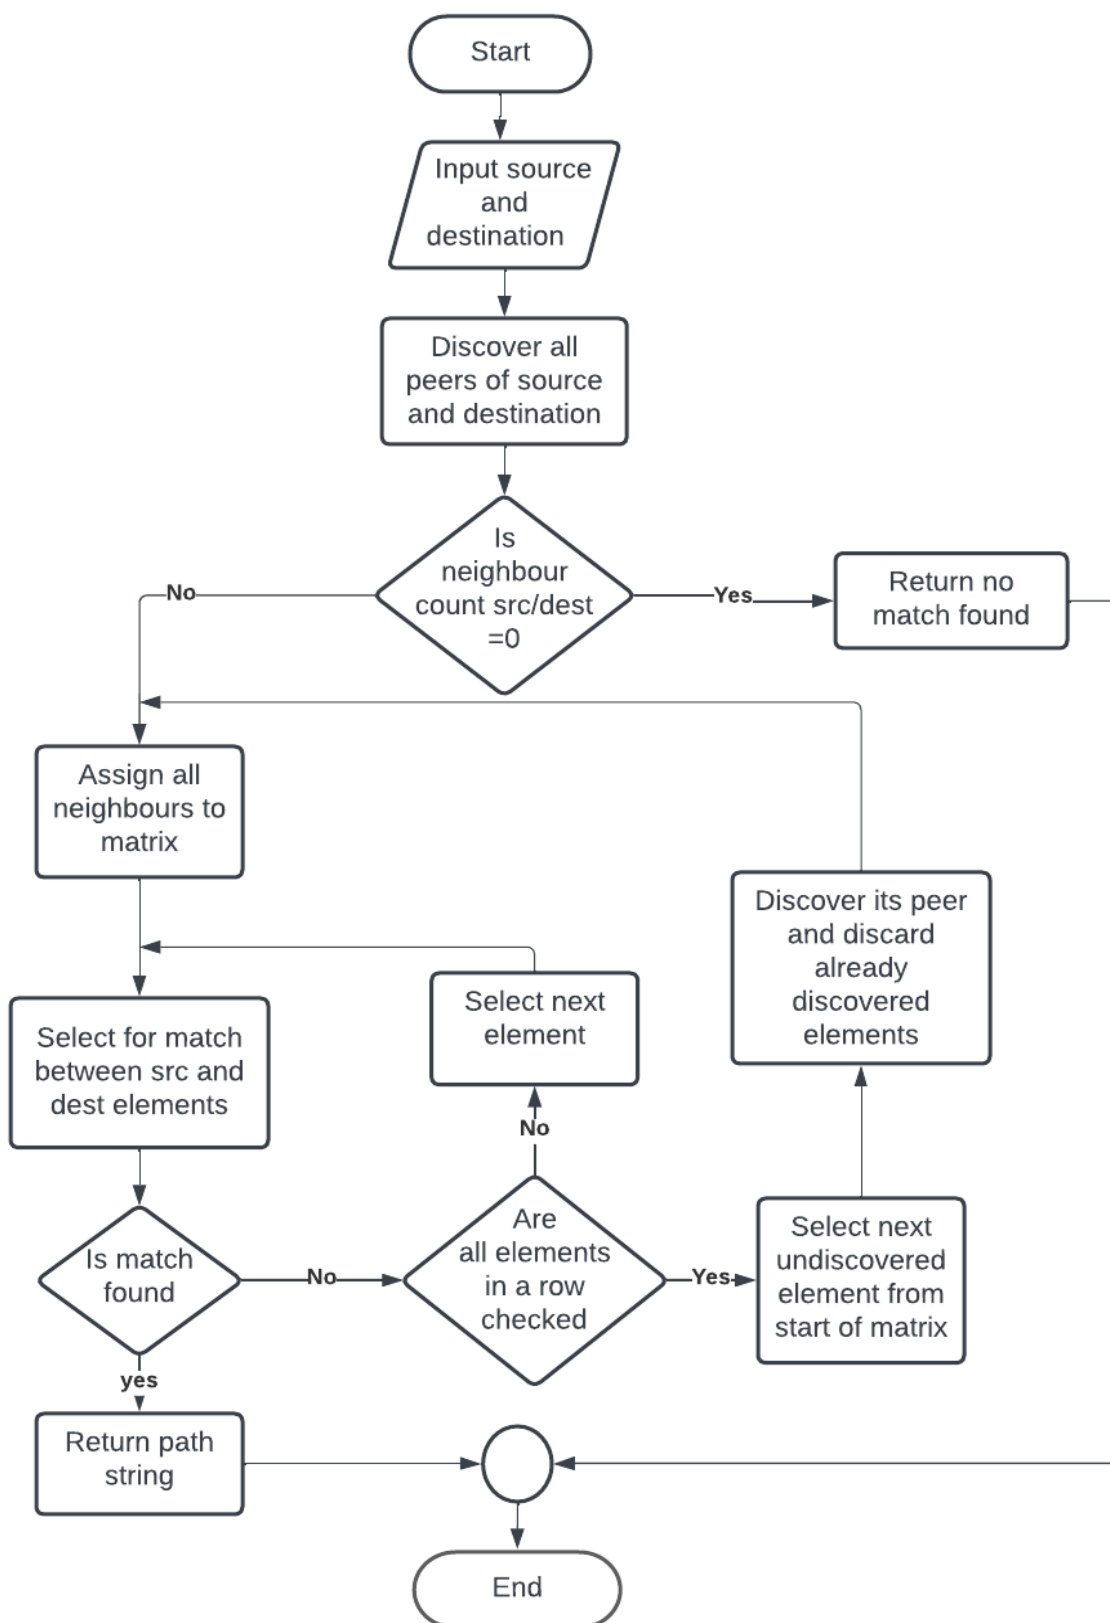 Start
Input source
and
destination
Discover all
peers of source
and destination
Is
neighbour
count src/dest
=0
No
Yes
Return no
match found
Assign all
neighbours to
matrix
Discover its peer
and discard
already
discovered
elements
Select next
element
Select for match
between src and
dest elements
No
Is match
found
No
Are
all elements
in a row
checked
Yes
Select next
undiscovered
element from
start of matrix
yes
Return path
string
End